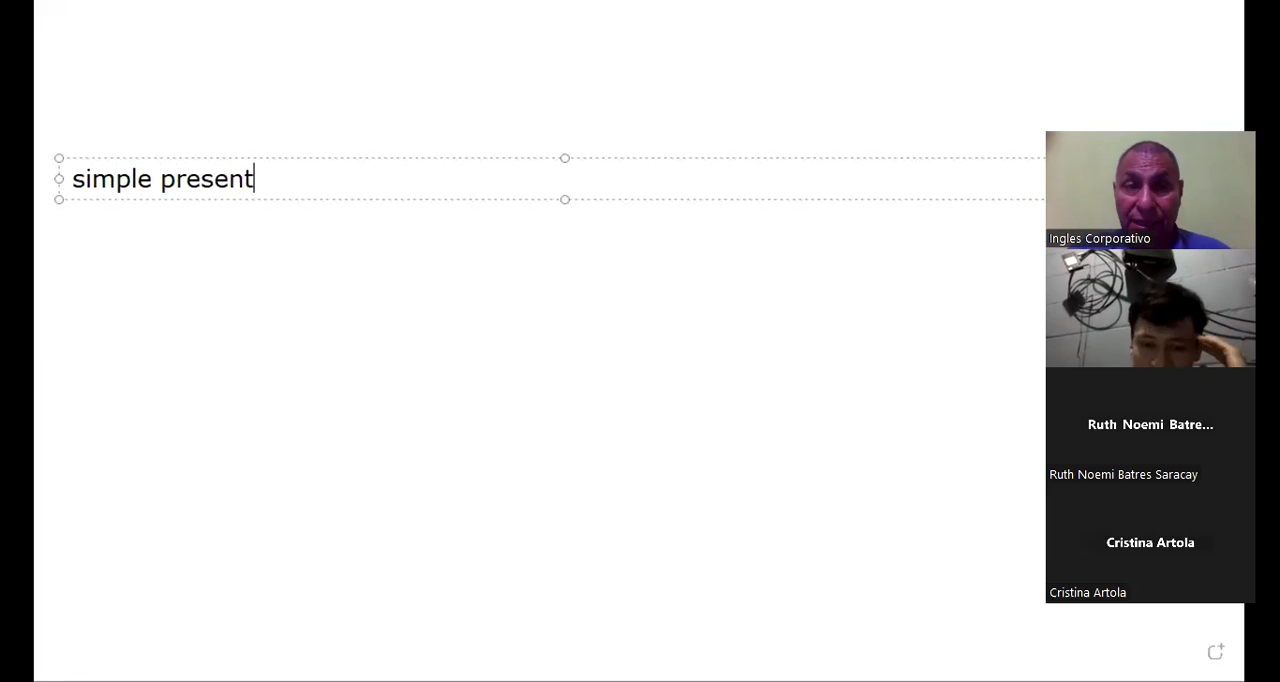 simple present
Ingles Corporativo
Ruth Noemi Batre...
Ruth Noemi Batres Saracay
Cristina Artola
Cristina Artola